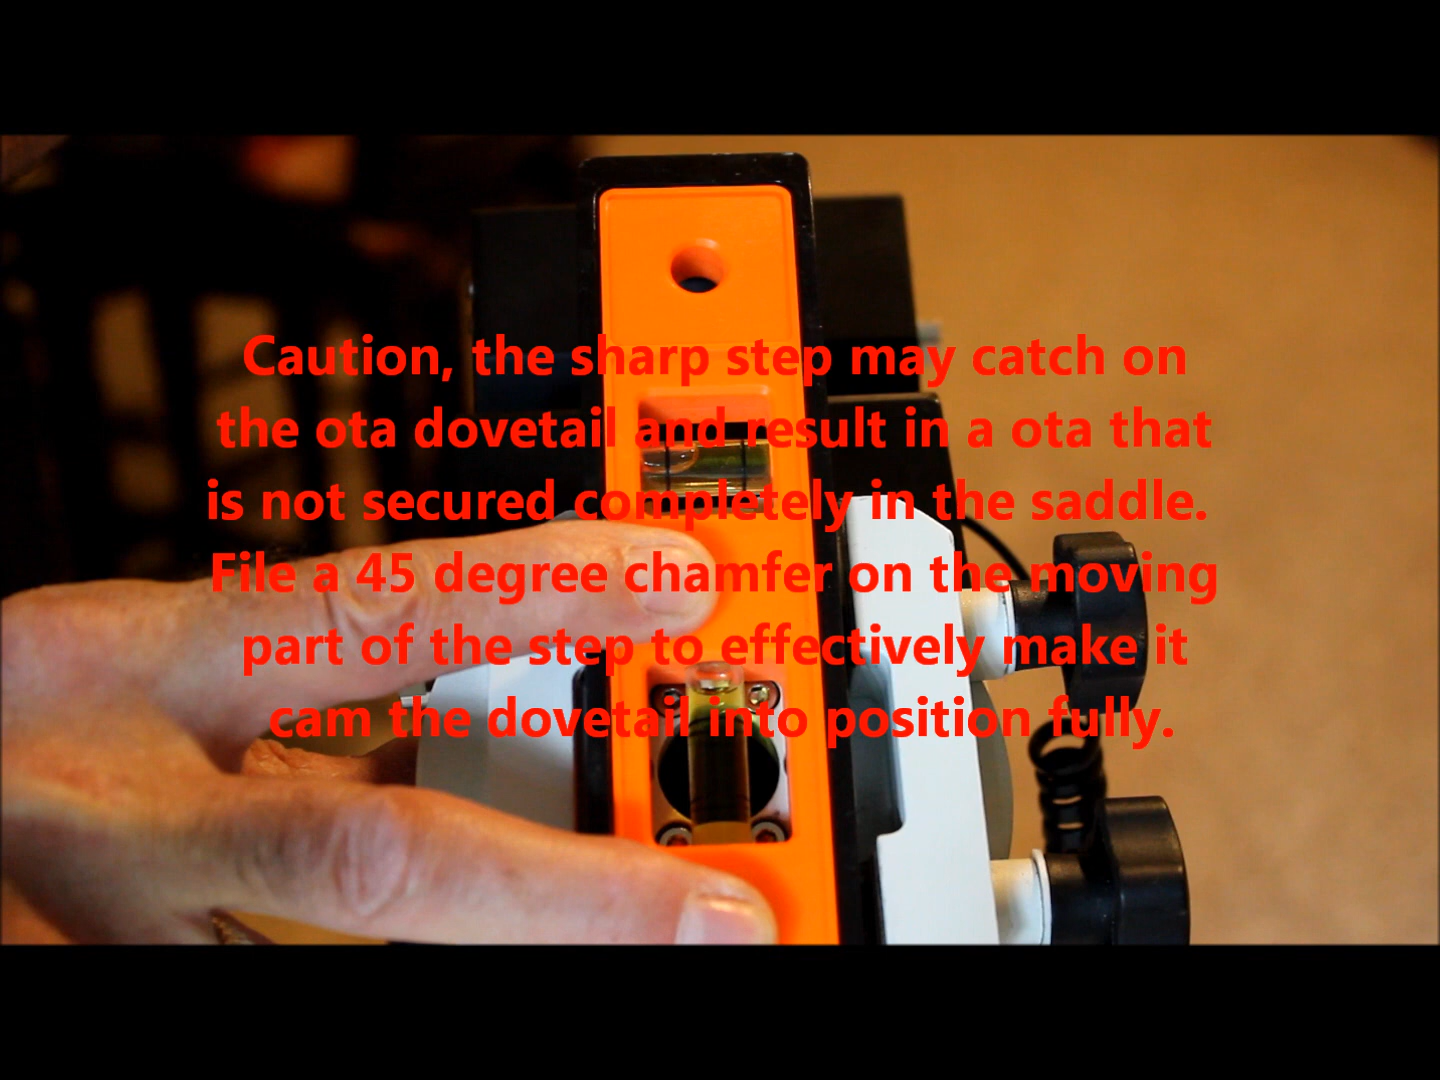 Caution, the sharp step may catch on
the ota dovetail and result in a ota that
is not secured completely in the saddle.
File a 45 degree chamfer on the moving
part of the step to effectively make it
cam the dovetail into position fully.